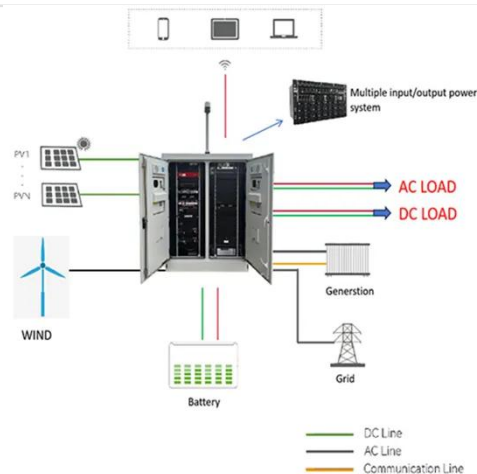 Multiple input/output power
system
PV1
PVN
AC LOAD
DC LOAD
Generstion
WIND
Grid
Battery
DC Line
AC Line
Communication Line